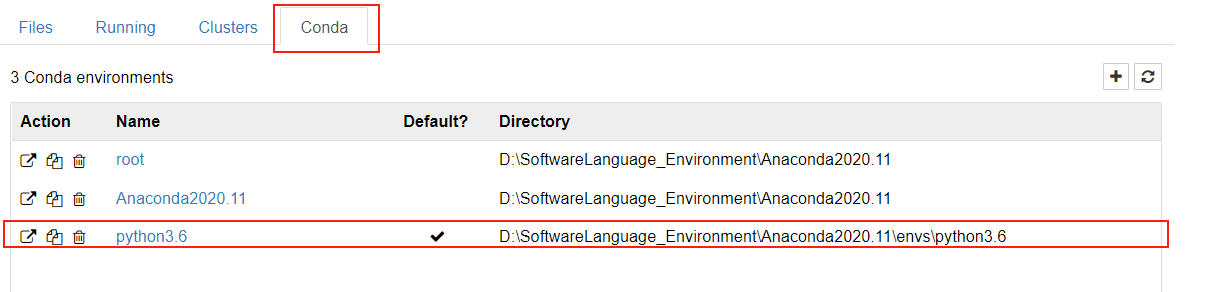 Files Running Clusters Conda
3 Conda environments
Action Name Default? Directory
root D:\SoftwareLanguage_Environment\Anaconda2020.11
Anaconda2020.11 D:\SoftwareLanguage_Environment\Anaconda2020.11
python3.6 D:\SoftwareLanguage_Environment\Anaconda2020.11\envs\python3.6